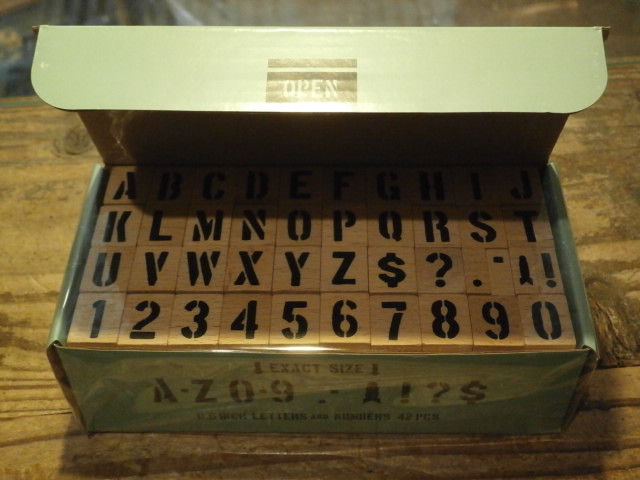 OPEN
A B C D E F G H I J
K L M N O P Q R S T
U V W X Y Z $ ? . - !
1 2 3 4 5 6 7 8 9 0
EXACT SIZE
A-Z 0-9 .- ! ? $
LETTERS AND NUMBERS 42 PCS